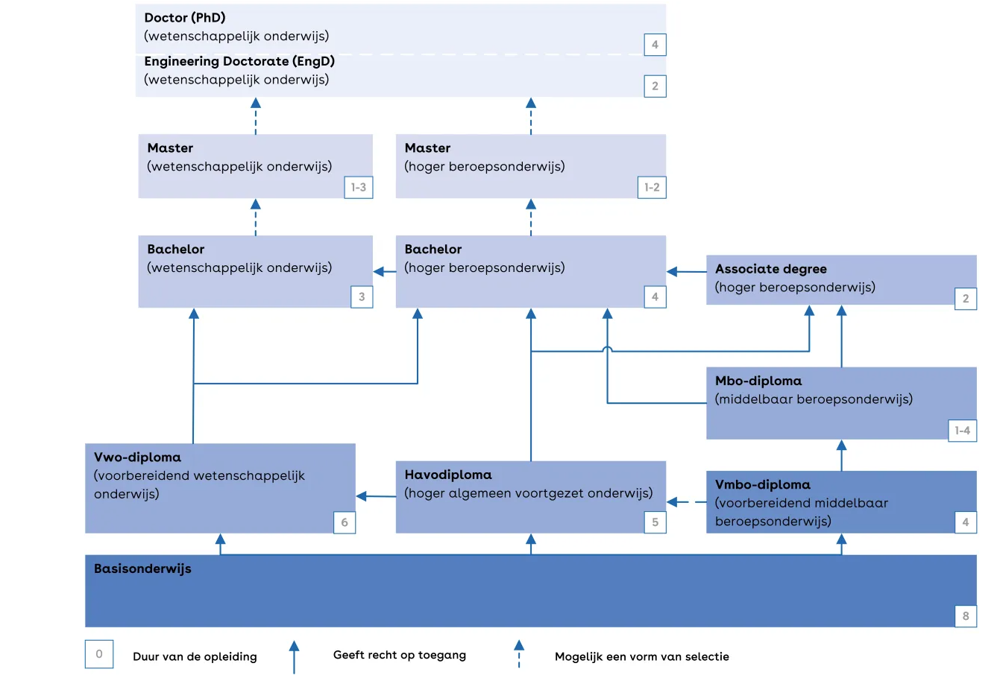 Doctor (PhD)
(wetenschappelijk onderwijs)
4
Engineering Doctorate (EngD)
(wetenschappelijk onderwijs)
2
Master
(wetenschappelijk onderwijs)
1-3
Master
(hoger beroepsonderwijs)
1-2
Bachelor
(wetenschappelijk onderwijs)
3
Bachelor
(hoger beroepsonderwijs)
4
Associate degree
(hoger beroepsonderwijs)
2
Mbo-diploma
(middelbaar beroepsonderwijs)
1-4
Vwo-diploma
(voorbereidend wetenschappelijk
onderwijs)
6
Havodiploma
(hoger algemeen voortgezet onderwijs)
5
Vmbo-diploma
(voorbereidend middelbaar
beroepsonderwijs)
4
Basisonderwijs
8
0
Duur van de opleiding
Geeft recht op toegang
Mogelijk een vorm van selectie